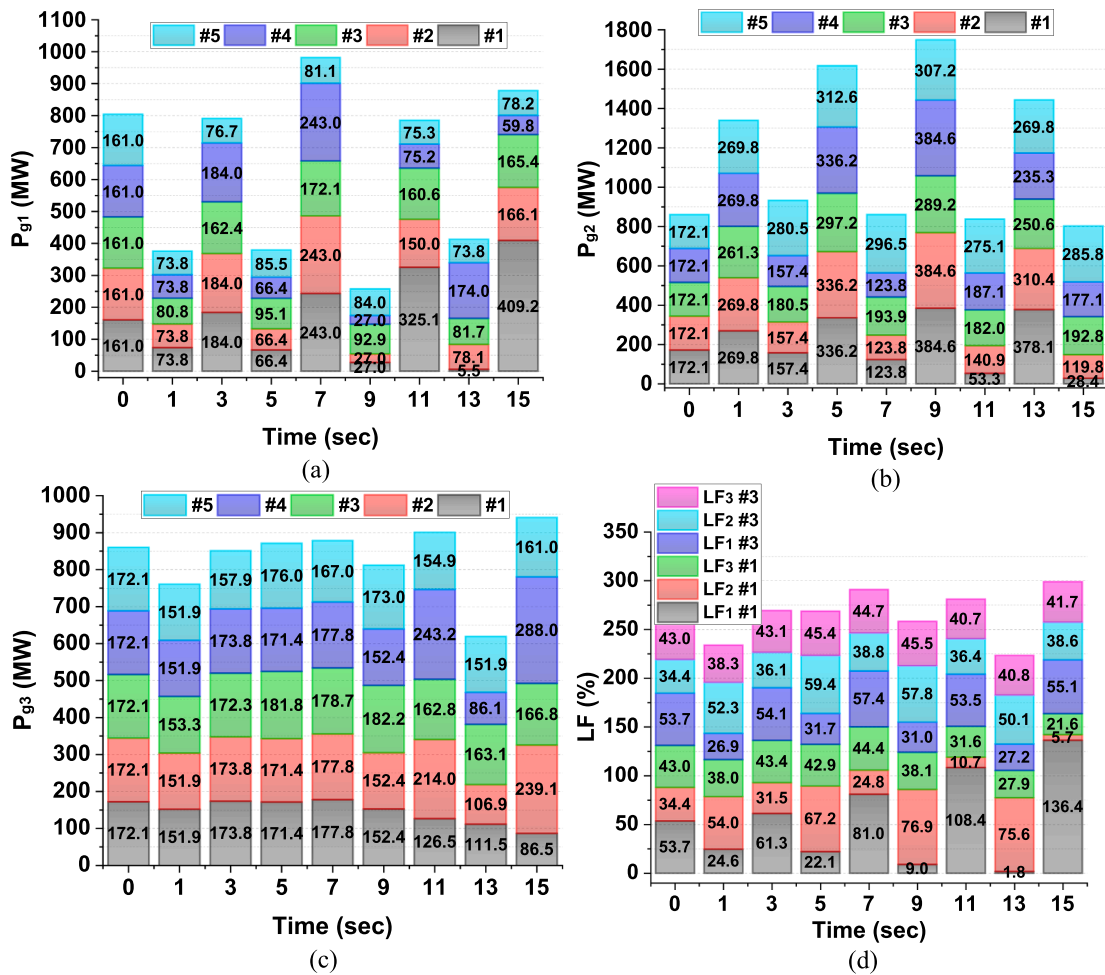 #5 #4 #3 #2 #1
1100
1000
900
800
700
600
500
400
300
200
100
0
Pg1 (MW)
161.0 161.0 161.0 161.0 161.0
73.8 73.8 80.8 73.8 73.8
76.7 184.0 162.4 184.0 184.0
85.5 66.4 95.1 66.4 66.4
81.1 243.0 172.1 243.0 243.0
84.0 27.0 92.9 27.0 27.0
75.3 75.2 160.6 150.0 325.1
73.8 174.0 81.7 78.1 5.5
78.2 59.8 165.4 166.1 409.2
0 1 3 5 7 9 11 13 15
Time (sec)
(a)
#5 #4 #3 #2 #1
1800
1600
1400
1200
1000
800
600
400
200
0
Pg2 (MW)
172.1 172.1 172.1 172.1 172.1
269.8 269.8 261.3 269.8 269.8
280.5 157.4 180.5 157.4 157.4
312.6 336.2 297.2 336.2 336.2
296.5 123.8 193.9 123.8 123.8
307.2 384.6 289.2 384.6 384.6
275.1 187.1 182.0 140.9 53.3
269.8 235.3 250.6 310.4 378.1
285.8 177.1 192.8 119.8 28.4
0 1 3 5 7 9 11 13 15
Time (sec)
(b)
#5 #4 #3 #2 #1
1000
900
800
700
600
500
400
300
200
100
0
Pg3 (MW)
172.1 172.1 172.1 172.1 172.1
151.9 151.9 153.3 151.9 151.9
157.9 173.8 172.3 173.8 173.8
176.0 171.4 181.8 171.4 171.4
167.0 177.8 178.7 177.8 177.8
173.0 152.4 182.2 152.4 152.4
154.9 243.2 162.8 214.0 126.5
151.9 86.1 163.1 106.9 111.5
161.0 288.0 166.8 239.1 86.5
0 1 3 5 7 9 11 13 15
Time (sec)
(c)
LF3 #3
LF2 #3
LF1 #3
LF3 #1
LF2 #1
LF1 #1
350
300
250
200
150
100
50
0
LF (%)
43.0 34.4 53.7 43.0 34.4 53.7
38.3 52.3 26.9 38.0 54.0 24.6
43.1 36.1 54.1 43.4 31.5 61.3
45.4 59.4 31.7 42.9 67.2 22.1
44.7 38.8 57.4 44.4 24.8 81.0
45.5 57.8 31.0 38.1 76.9 9.0
40.7 36.4 53.5 31.6 10.7 108.4
40.8 50.1 27.2 27.9 75.6 1.8
41.7 38.6 55.1 21.6 5.7 136.4
0 1 3 5 7 9 11 13 15
Time (sec)
(d)